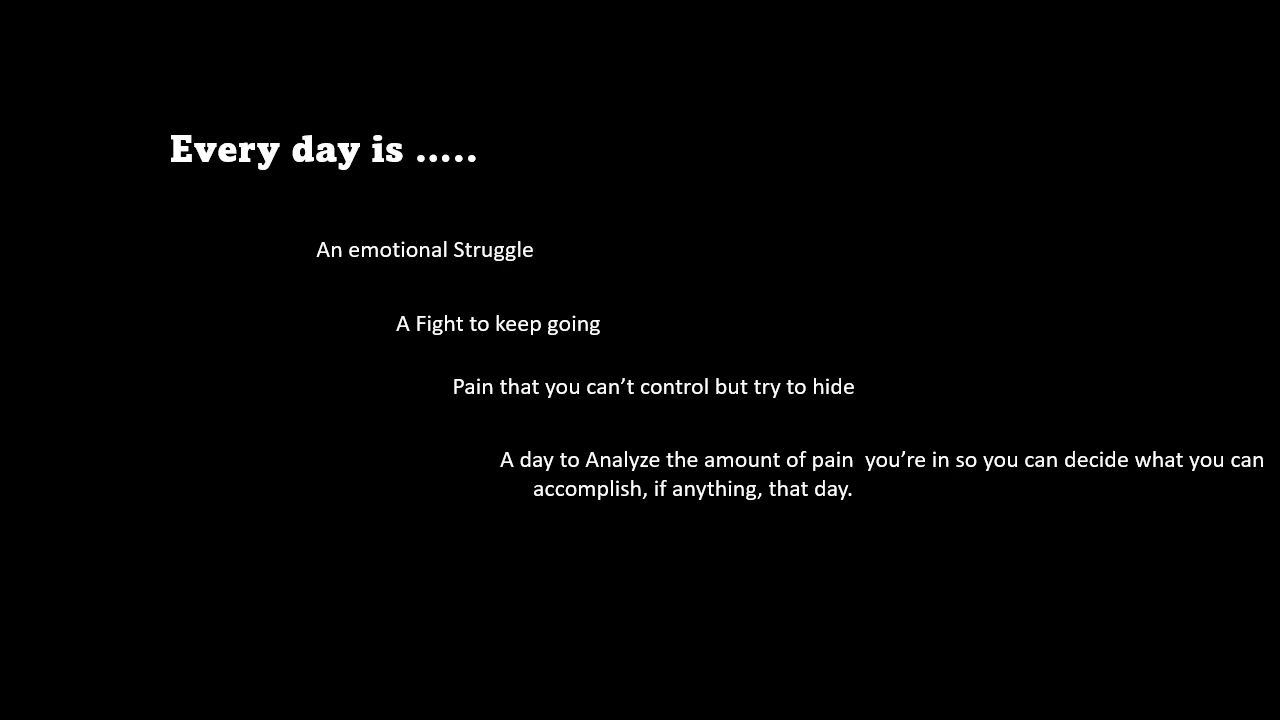 Every day is .....
An emotional Struggle
A Fight to keep going
Pain that you can’t control but try to hide
A day to Analyze the amount of pain  you’re in so you can decide what you can
accomplish, if anything, that day.